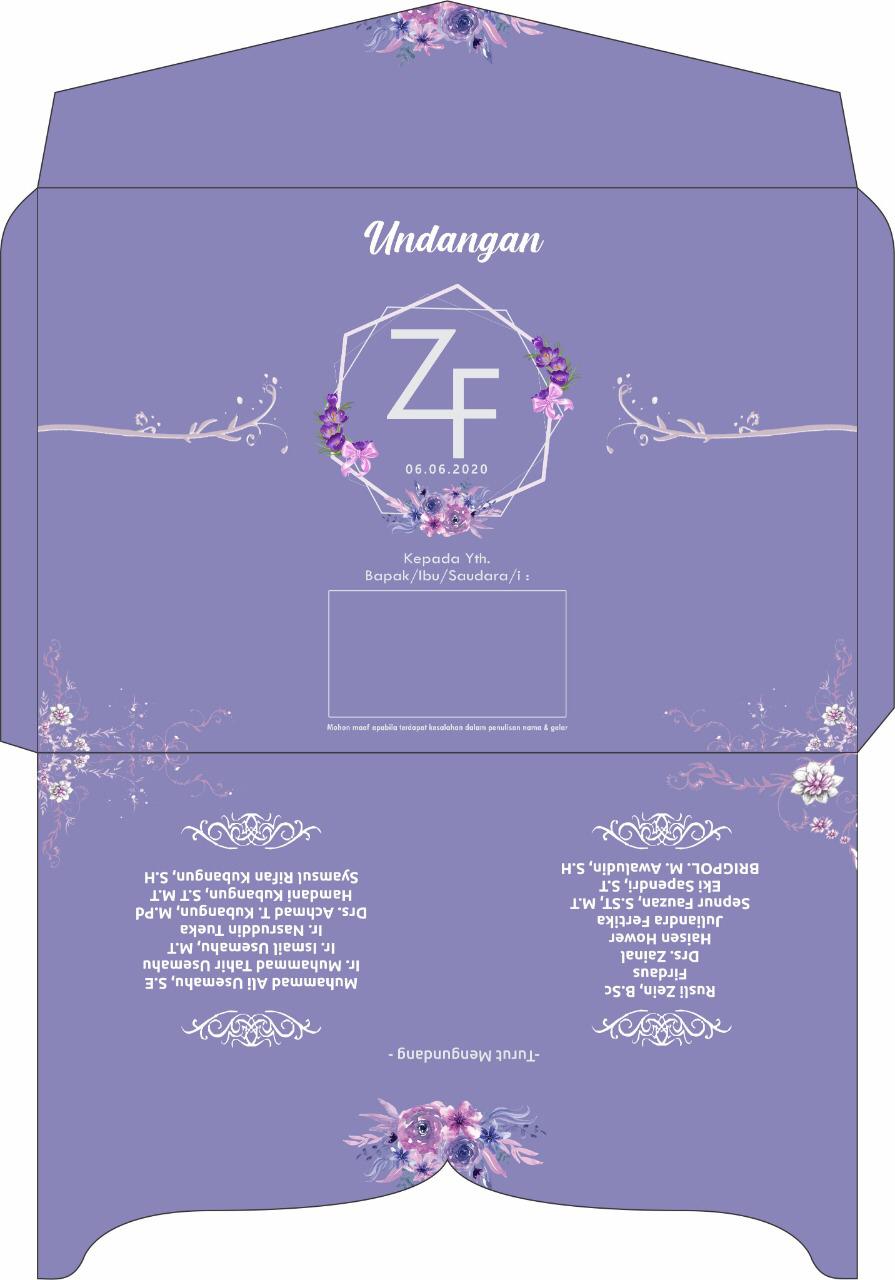 Undangan
ZF
06.06.2020
Kepada Yth.
Bapak/Ibu/Saudara/i :
Mohon maaf apabila terdapat kesalahan dalam penulisan nama & gelar
-Turut Mengundang -
Rusli Zein, B.Sc
Firdaus
Drs. Zainal
Haisen Hower
Juliandra Fertika
Sepnur Fauzan, S.ST, M.T
Eki Sapendri, S.T
BRIGPOL. M. Awaludin, S.H
Muhammad Ali Usemahu, S.E
Ir. Muhammad Tahir Usemahu
Ir. Ismail Usemahu, M.T
Ir. Nasruddin Tueka
Drs. Achmad T. Kubangun, M.Pd
Hamdani Kubangun, S.T M.T
Syamsul Rifan Kubangun, S.H